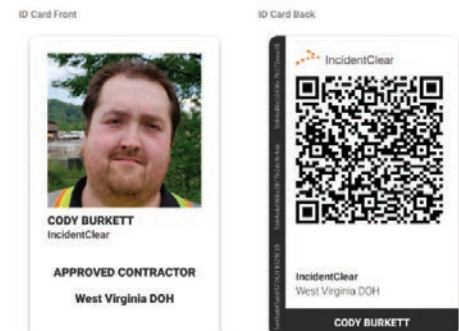 ID Card Front
CODY BURKETT
IncidentClear
APPROVED CONTRACTOR
West Virginia DOH
ID Card Back
IncidentClear
IncidentClear
West Virginia DOH
CODY BURKETT